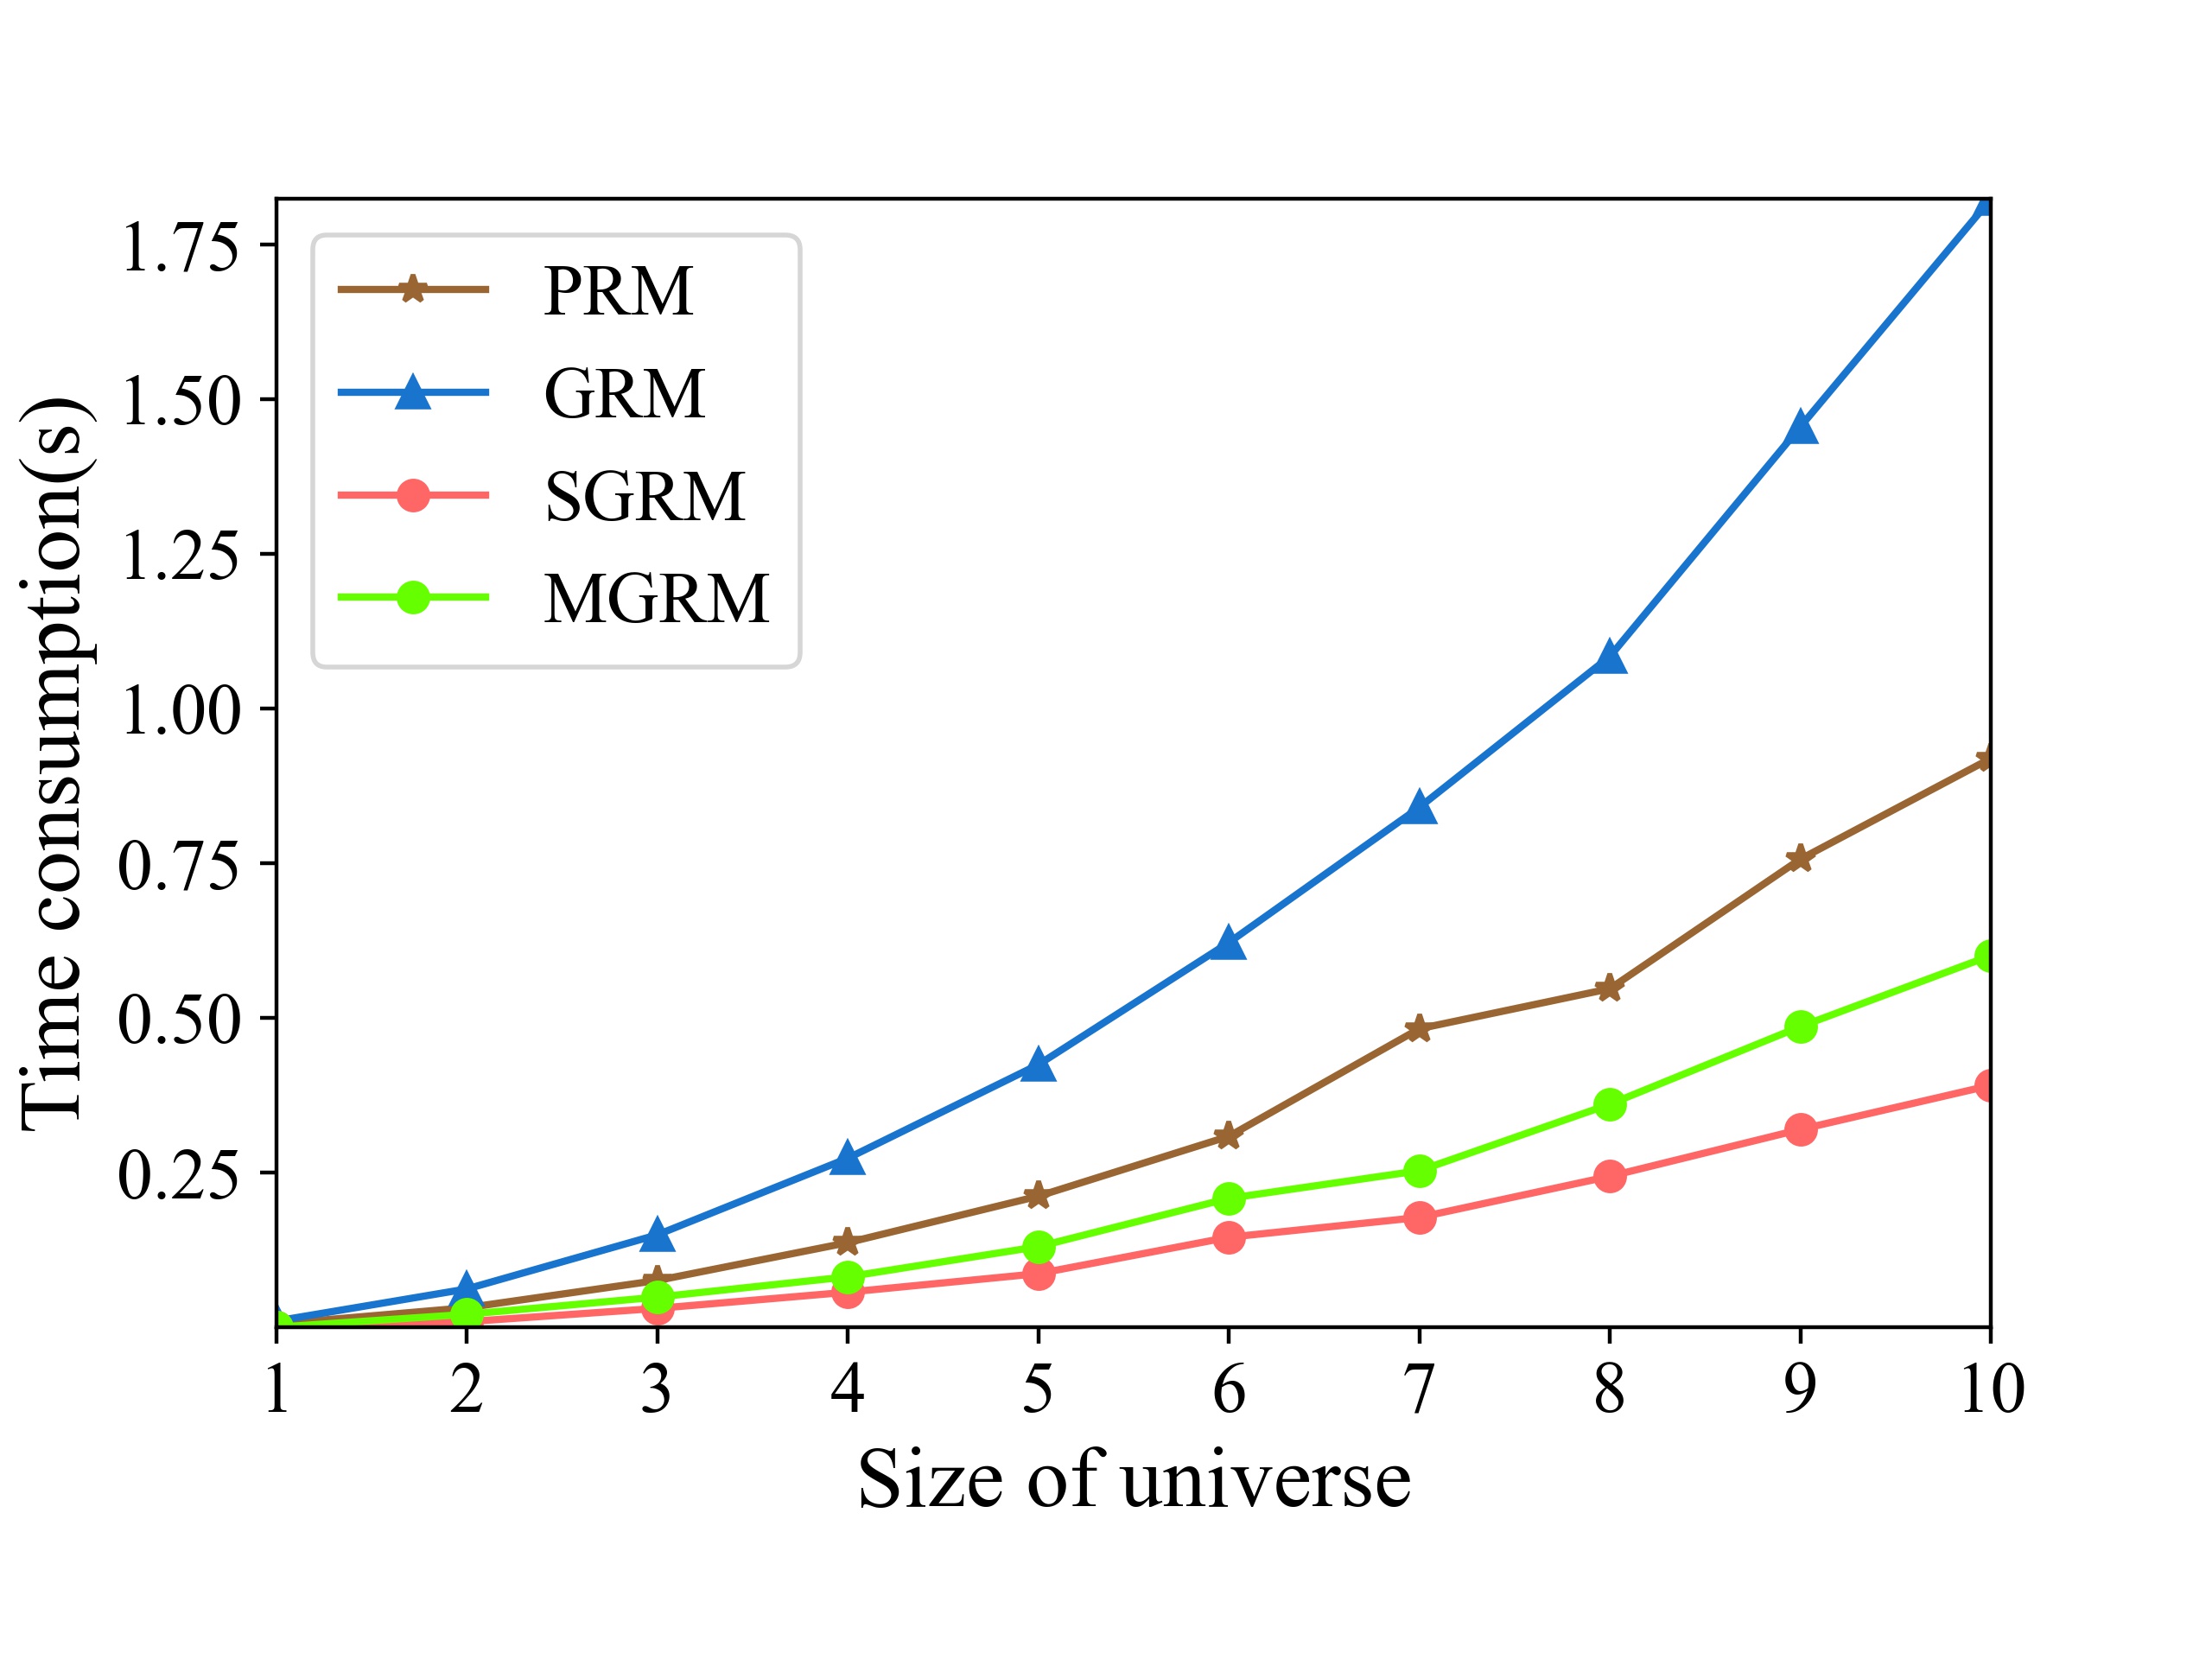 1.75
1.50
1.25
1.00
0.75
0.50
0.25
Time consumption(s)
PRM
GRM
SGRM
MGRM
1 2 3 4 5 6 7 8 9 10
Size of universe